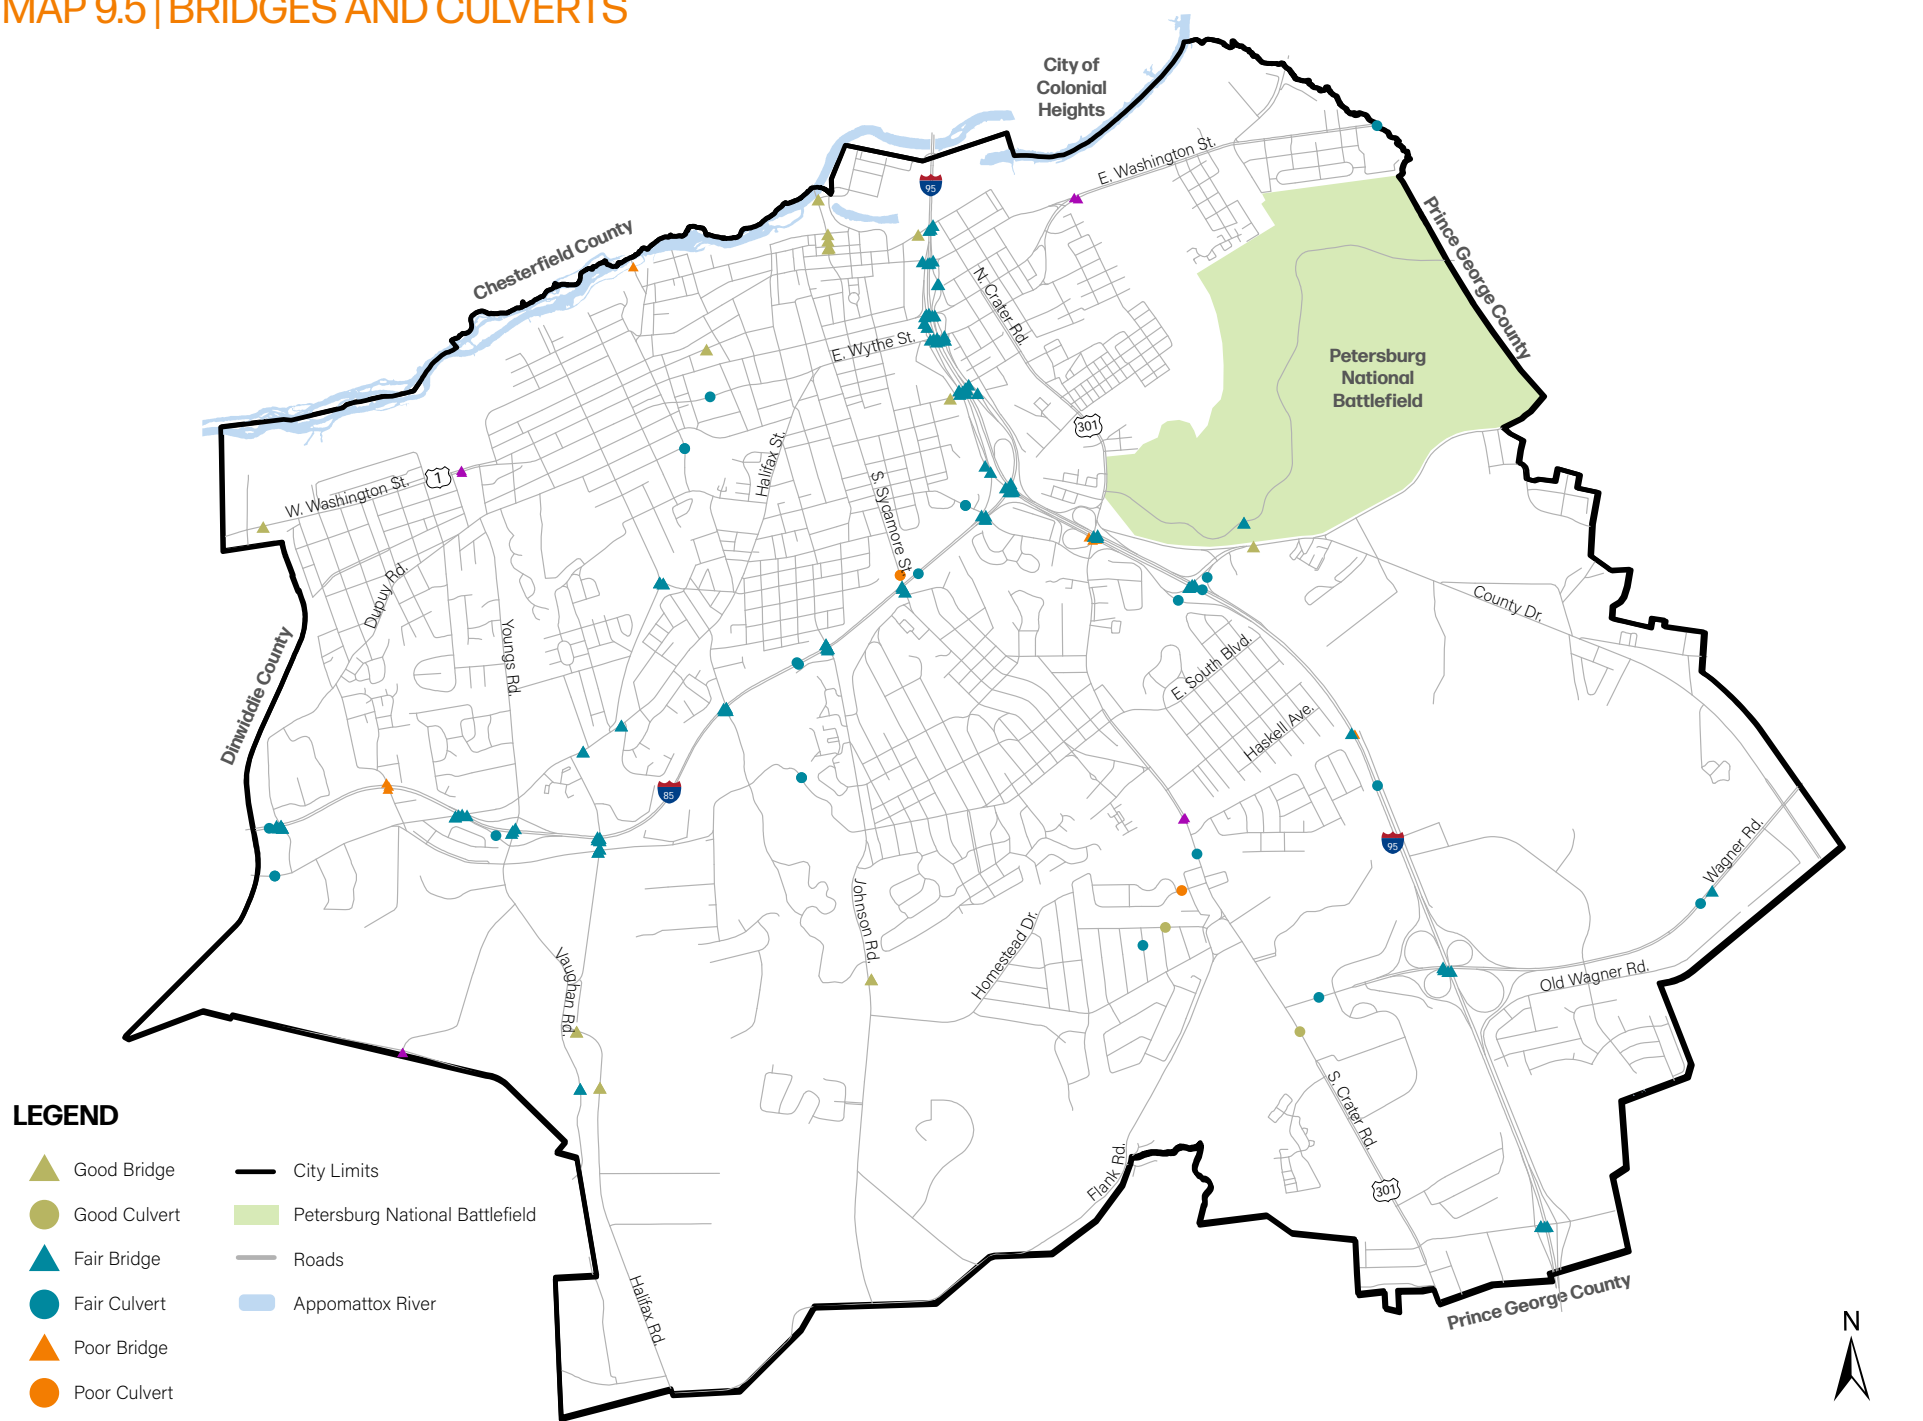 MAP 9.5 | BRIDGES AND CULVERTS
City of
Colonial
Heights
E. Washington St.
95
Chesterfield County
Prince George County
N. Crater Rd.
E. Wythe St.
Petersburg
National
Battlefield
301
Halifax St.
1
W. Washington St.
S. Sycamore St.
Dupuy Rd.
County Dr.
Youngs Rd.
Dinwiddie County
E. South Blvd.
Haskell Ave.
85
95
Wagner Rd.
Johnson Rd.
Homestead Dr.
Vaughan Rd.
Old Wagner Rd.
S. Crater Rd.
Flank Rd.
301
Halifax Rd.
Prince George County
LEGEND
Good Bridge
Good Culvert
Fair Bridge
Fair Culvert
Poor Bridge
Poor Culvert
City Limits
Petersburg National Battlefield
Roads
Appomattox River
N